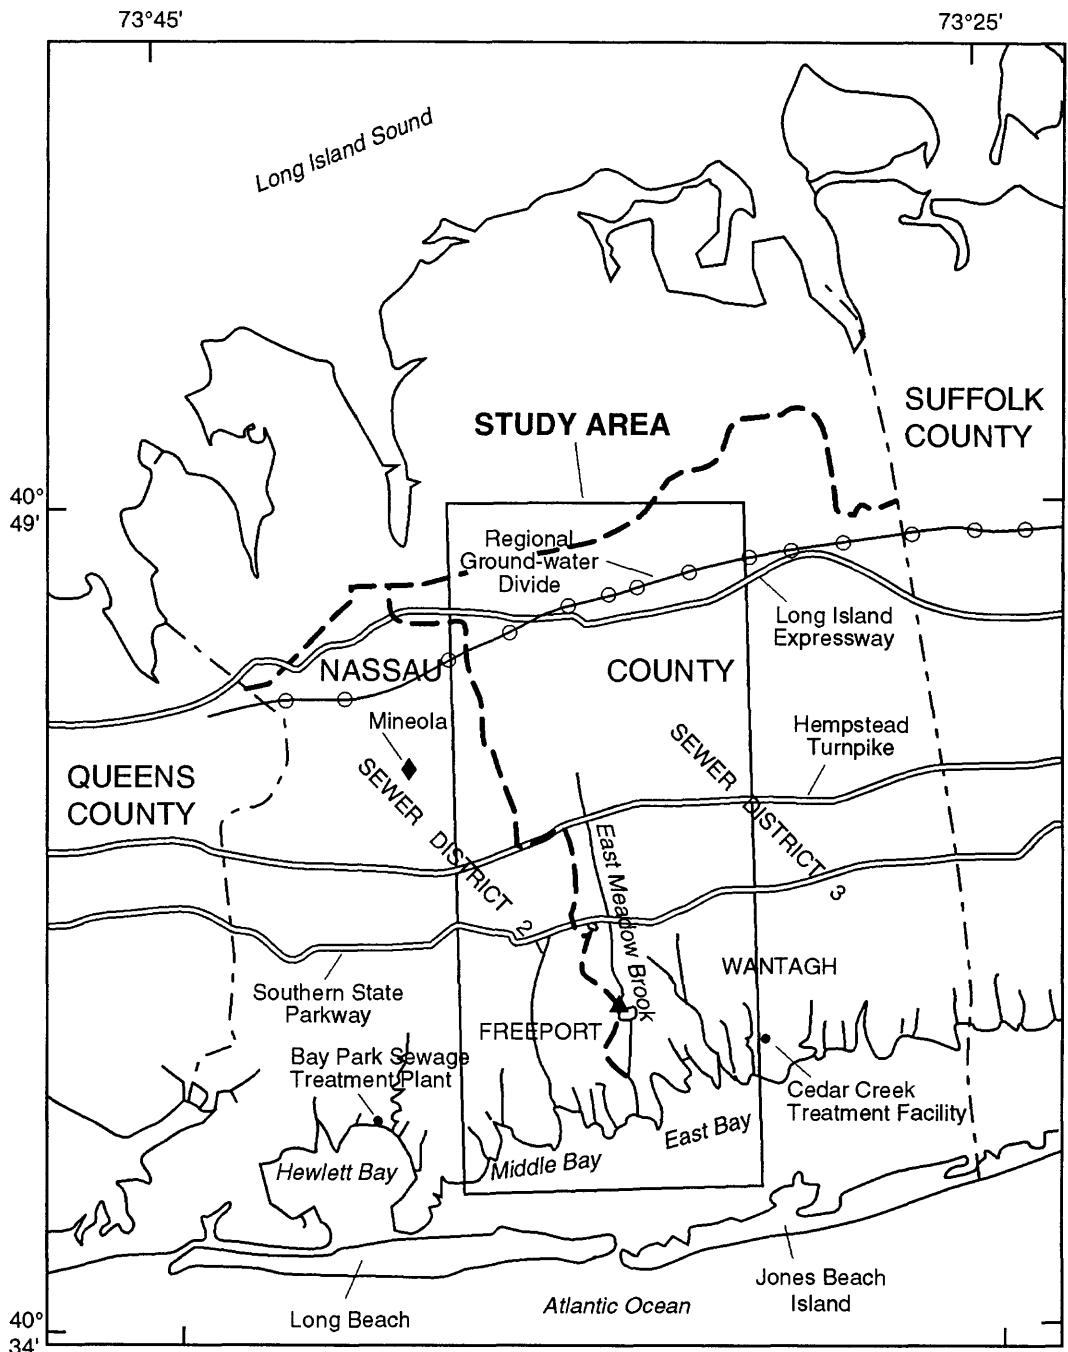 73°45'
73°25'
Long Island Sound
SUFFOLK
COUNTY
STUDY AREA
40°
49'
Regional
Ground-water
Divide
Long Island
Expressway
NASSAU
COUNTY
Mineola
Hempstead
Turnpike
QUEENS
COUNTY
SEWER DISTRICT 2
SEWER DISTRICT 3
East Meadow Brook
WANTAGH
Southern State
Parkway
FREEPORT
Bay Park Sewage
Treatment Plant
Cedar Creek
Treatment Facility
East Bay
Middle Bay
Hewlett Bay
Jones Beach
Island
Long Beach
Atlantic Ocean
40°
34'